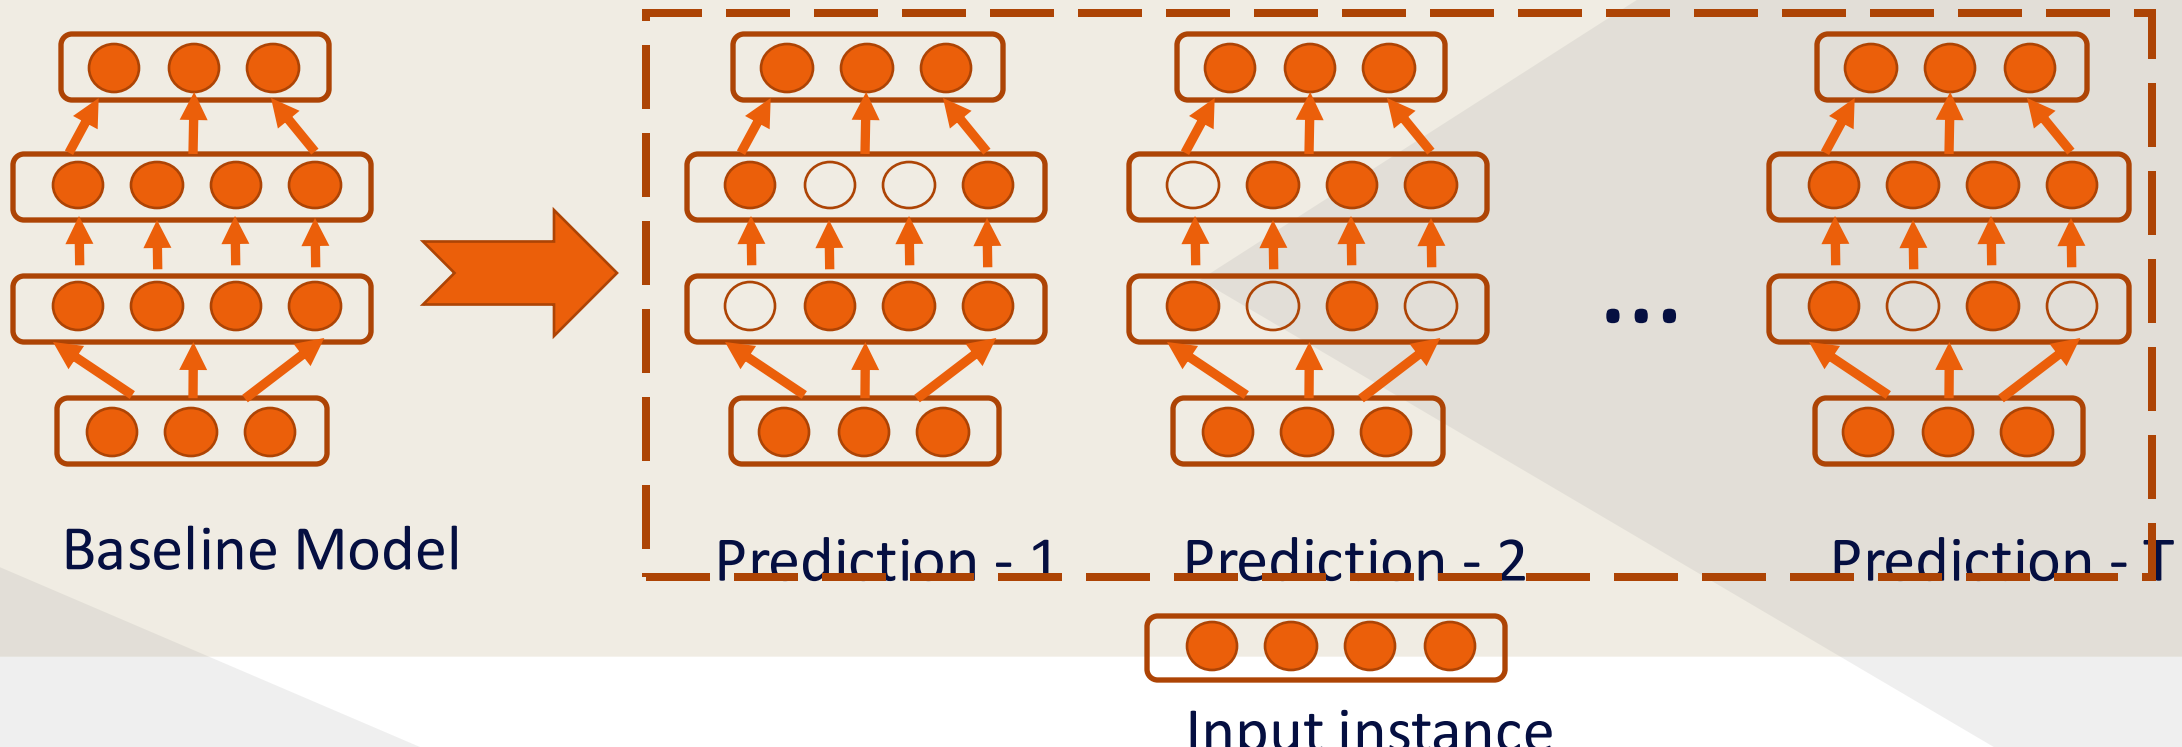 Baseline Model
Prediction - 1
Prediction - 2
...
Prediction - T
Input instance